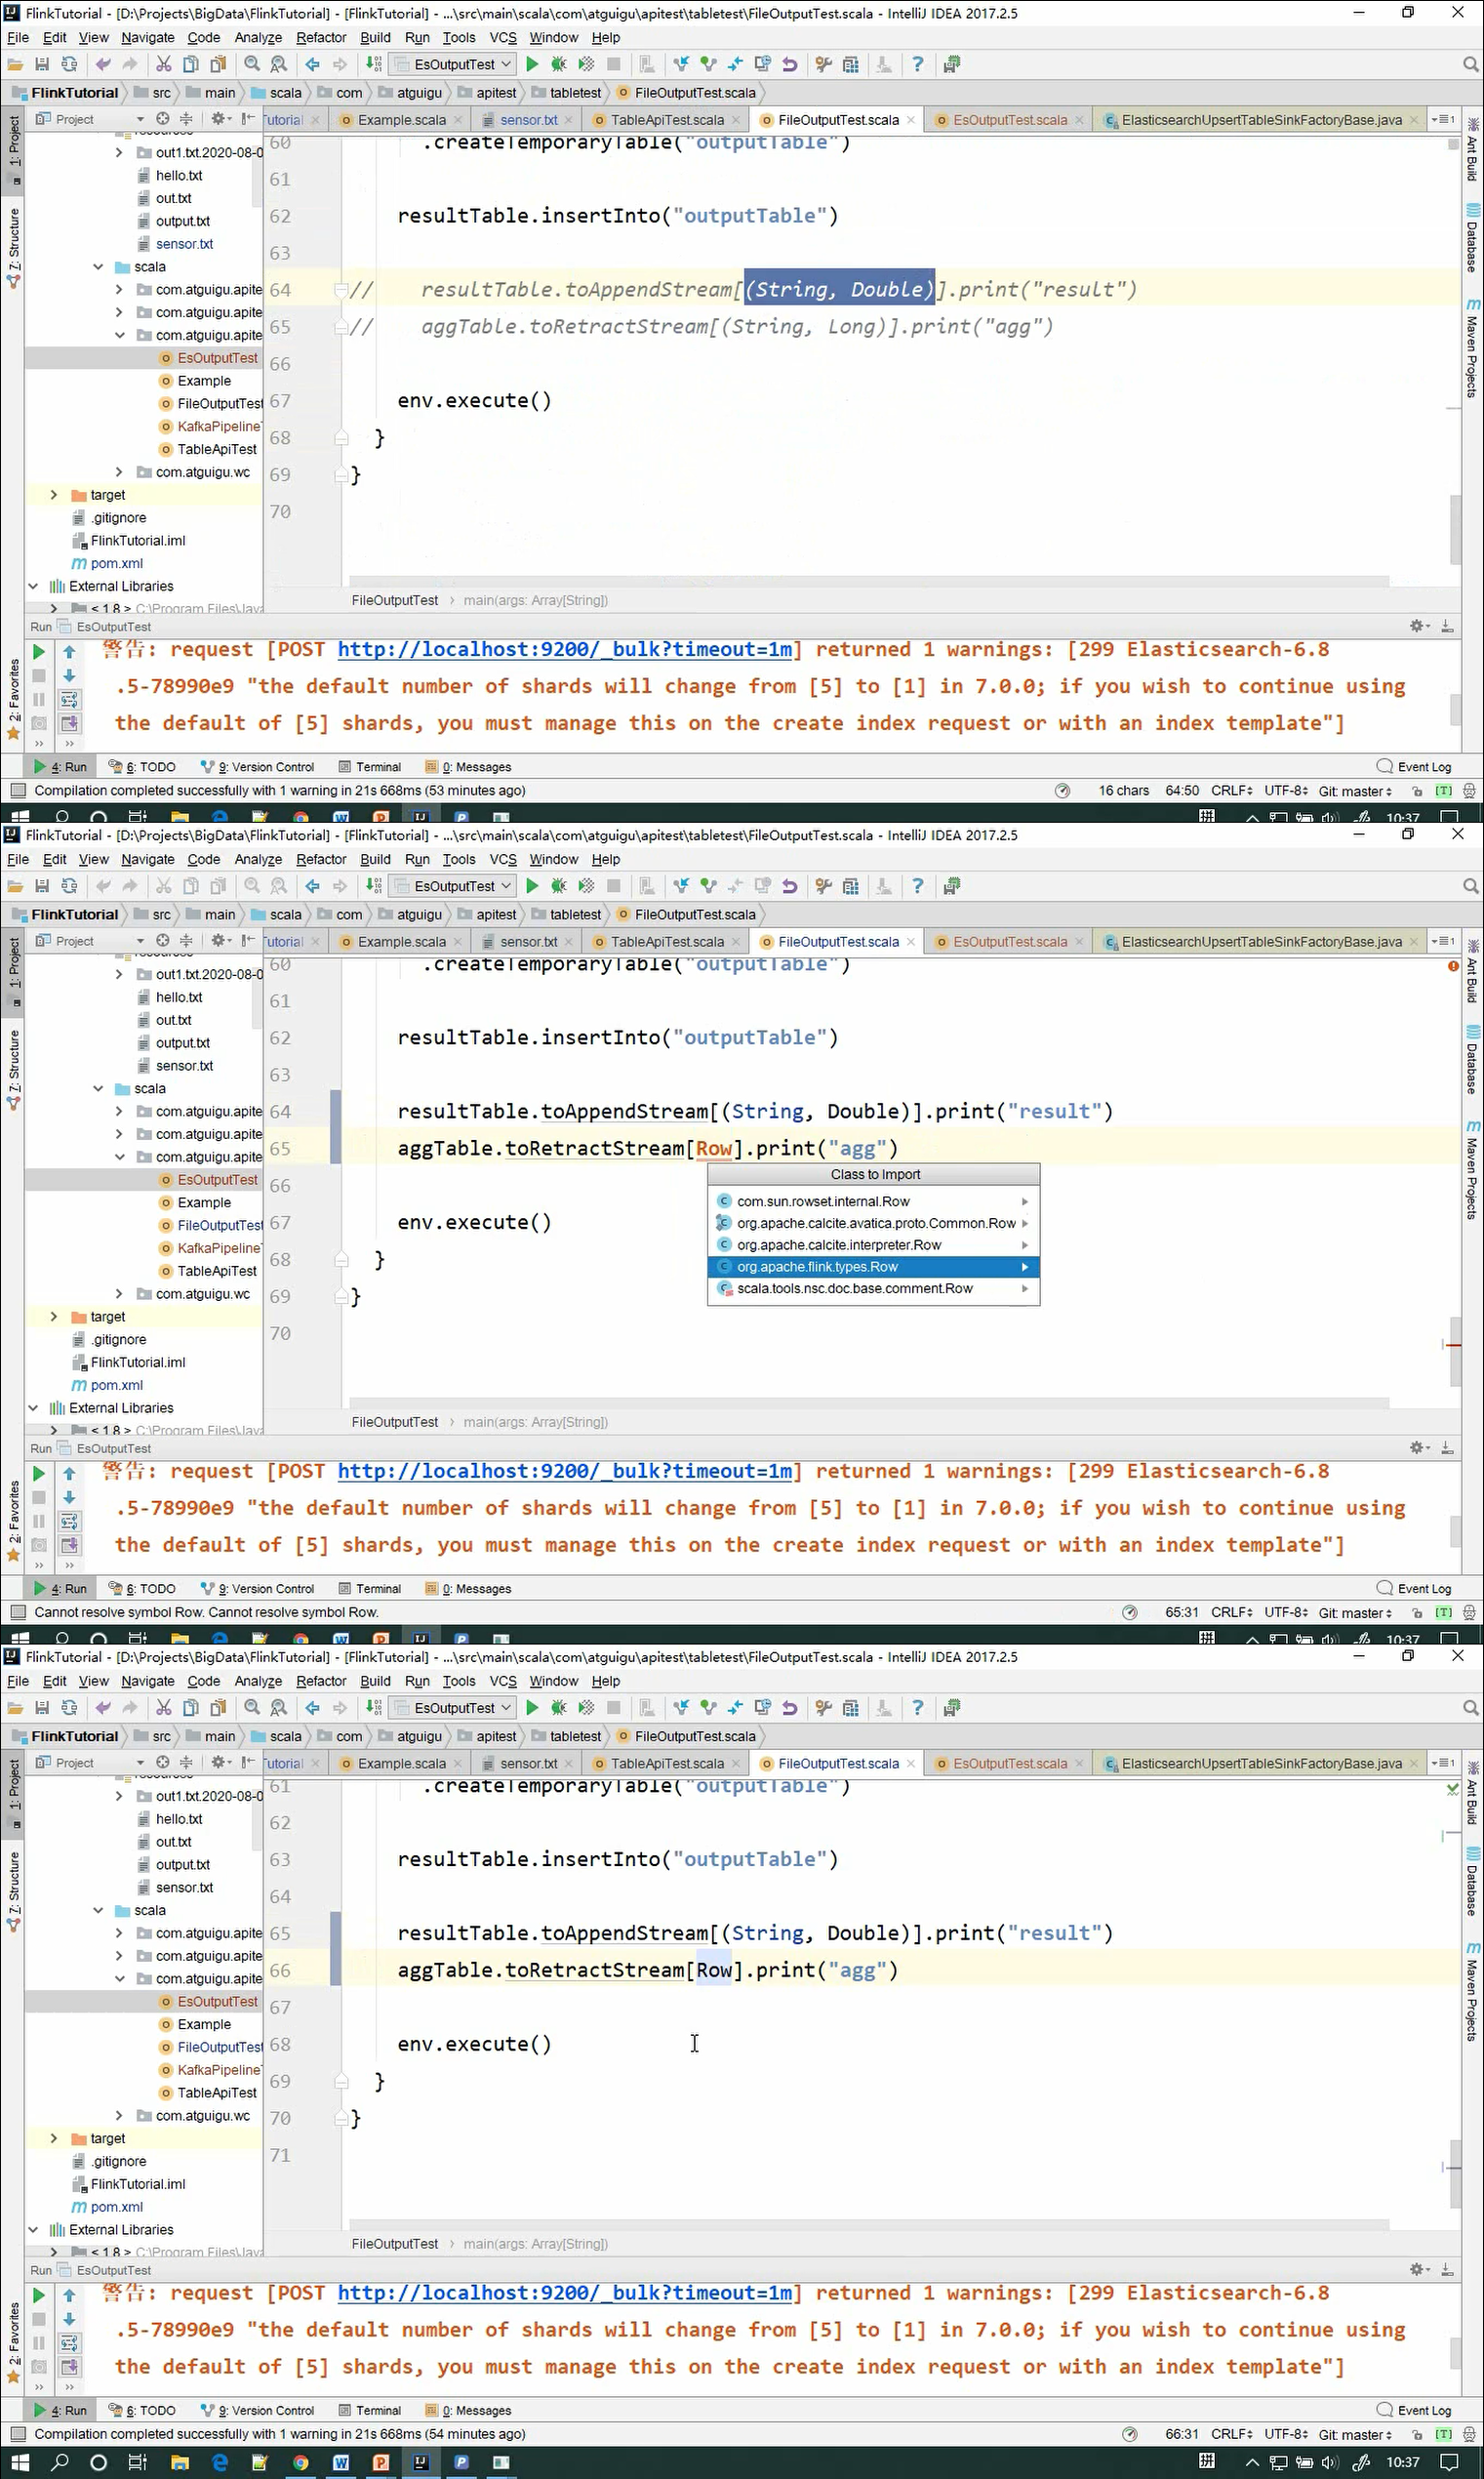 FlinkTutorial - [D:\Projects\BigData\FlinkTutorial] - [FlinkTutorial] - ...\src\main\scala\com\atguigu\apitest\tabletest\FileOutputTest.scala - IntelliJ IDEA 2017.2.5
File Edit View Navigate Code Analyze Refactor Build Run Tools VCS Window Help
EsOutputTest
FlinkTutorial src main scala com atguigu apitest tabletest FileOutputTest.scala
Project
Tutorial Example.scala sensor.txt TableApiTest.scala FileOutputTest.scala EsOutputTest.scala ElasticsearchUpsertTableSinkFactoryBase.java
1: Project
7: Structure
2: Favorites
Ant Build
Database
Maven Projects
out1.txt.2020-08-0
hello.txt
out.txt
output.txt
sensor.txt
scala
com.atguigu.apite
com.atguigu.apite
com.atguigu.apite
EsOutputTest
Example
FileOutputTest
KafkaPipeline
TableApiTest
com.atguigu.wc
target
.gitignore
FlinkTutorial.iml
pom.xml
External Libraries
< 1.8 > C:\Program Files\Java
60 .createTemporaryTable("outputTable")
61
62 resultTable.insertInto("outputTable")
63
64 // resultTable.toAppendStream[(String, Double)].print("result")
65 // aggTable.toRetractStream[(String, Long)].print("agg")
66
67 env.execute()
68 }
69 }
70
FileOutputTest main(args: Array[String])
Run EsOutputTest
警告: request [POST http://localhost:9200/_bulk?timeout=1m] returned 1 warnings: [299 Elasticsearch-6.8
.5-78990e9 "the default number of shards will change from [5] to [1] in 7.0.0; if you wish to continue using
the default of [5] shards, you must manage this on the create index request or with an index template"]
4: Run 6: TODO 9: Version Control Terminal 0: Messages Event Log
Compilation completed successfully with 1 warning in 21s 668ms (53 minutes ago) 16 chars 64:50 CRLF UTF-8 Git: master [T]
10:37
FlinkTutorial - [D:\Projects\BigData\FlinkTutorial] - [FlinkTutorial] - ...\src\main\scala\com\atguigu\apitest\tabletest\FileOutputTest.scala - IntelliJ IDEA 2017.2.5
File Edit View Navigate Code Analyze Refactor Build Run Tools VCS Window Help
EsOutputTest
FlinkTutorial src main scala com atguigu apitest tabletest FileOutputTest.scala
Project
Tutorial Example.scala sensor.txt TableApiTest.scala FileOutputTest.scala EsOutputTest.scala ElasticsearchUpsertTableSinkFactoryBase.java
1: Project
7: Structure
2: Favorites
Ant Build
Database
Maven Projects
out1.txt.2020-08-0
hello.txt
out.txt
output.txt
sensor.txt
scala
com.atguigu.apite
com.atguigu.apite
com.atguigu.apite
EsOutputTest
Example
FileOutputTest
KafkaPipeline
TableApiTest
com.atguigu.wc
target
.gitignore
FlinkTutorial.iml
pom.xml
External Libraries
< 1.8 > C:\Program Files\Java
60 .createTemporaryTable("outputTable")
61
62 resultTable.insertInto("outputTable")
63
64 resultTable.toAppendStream[(String, Double)].print("result")
65 aggTable.toRetractStream[Row].print("agg")
Class to Import
com.sun.rowset.internal.Row
org.apache.calcite.avatica.proto.Common.Row
org.apache.calcite.interpreter.Row
org.apache.flink.types.Row
scala.tools.nsc.doc.base.comment.Row
66
67 env.execute()
68 }
69 }
70
FileOutputTest main(args: Array[String])
Run EsOutputTest
警告: request [POST http://localhost:9200/_bulk?timeout=1m] returned 1 warnings: [299 Elasticsearch-6.8
.5-78990e9 "the default number of shards will change from [5] to [1] in 7.0.0; if you wish to continue using
the default of [5] shards, you must manage this on the create index request or with an index template"]
4: Run 6: TODO 9: Version Control Terminal 0: Messages Event Log
Cannot resolve symbol Row. Cannot resolve symbol Row. 65:31 CRLF UTF-8 Git: master [T]
10:37
FlinkTutorial - [D:\Projects\BigData\FlinkTutorial] - [FlinkTutorial] - ...\src\main\scala\com\atguigu\apitest\tabletest\FileOutputTest.scala - IntelliJ IDEA 2017.2.5
File Edit View Navigate Code Analyze Refactor Build Run Tools VCS Window Help
EsOutputTest
FlinkTutorial src main scala com atguigu apitest tabletest FileOutputTest.scala
Project
Tutorial Example.scala sensor.txt TableApiTest.scala FileOutputTest.scala EsOutputTest.scala ElasticsearchUpsertTableSinkFactoryBase.java
1: Project
7: Structure
2: Favorites
Ant Build
Database
Maven Projects
out1.txt.2020-08-0
hello.txt
out.txt
output.txt
sensor.txt
scala
com.atguigu.apite
com.atguigu.apite
com.atguigu.apite
EsOutputTest
Example
FileOutputTest
KafkaPipeline
TableApiTest
com.atguigu.wc
target
.gitignore
FlinkTutorial.iml
pom.xml
External Libraries
< 1.8 > C:\Program Files\Java
61 .createTemporaryTable("outputTable")
62
63 resultTable.insertInto("outputTable")
64
65 resultTable.toAppendStream[(String, Double)].print("result")
66 aggTable.toRetractStream[Row].print("agg")
67
68 env.execute()
69 }
70 }
71
FileOutputTest main(args: Array[String])
Run EsOutputTest
警告: request [POST http://localhost:9200/_bulk?timeout=1m] returned 1 warnings: [299 Elasticsearch-6.8
.5-78990e9 "the default number of shards will change from [5] to [1] in 7.0.0; if you wish to continue using
the default of [5] shards, you must manage this on the create index request or with an index template"]
4: Run 6: TODO 9: Version Control Terminal 0: Messages Event Log
Compilation completed successfully with 1 warning in 21s 668ms (54 minutes ago) 66:31 CRLF UTF-8 Git: master [T]
拼 10:37